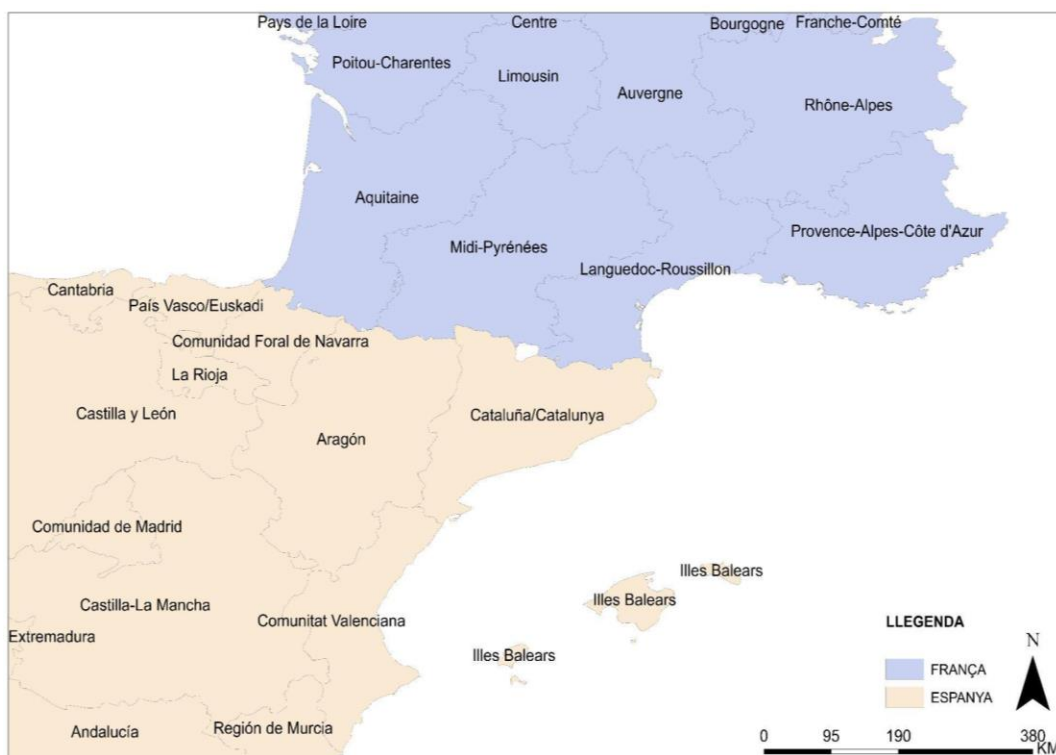 Pays de la Loire
Centre
Bourgogne
Franche-Comté
Poitou-Charentes
Limousin
Auvergne
Rhône-Alpes
Aquitaine
Midi-Pyrénées
Provence-Alpes-Côte d'Azur
Languedoc-Roussillon
Cantabria
País Vasco/Euskadi
Comunidad Foral de Navarra
La Rioja
Castilla y León
Aragón
Cataluña/Catalunya
Comunidad de Madrid
Illes Balears
Illes Balears
Castilla-La Mancha
Comunitat Valenciana
Extremadura
Illes Balears
Andalucía
Región de Murcia
LLEGENDA
N
FRANÇA
ESPANYA
0 95 190 380
KM